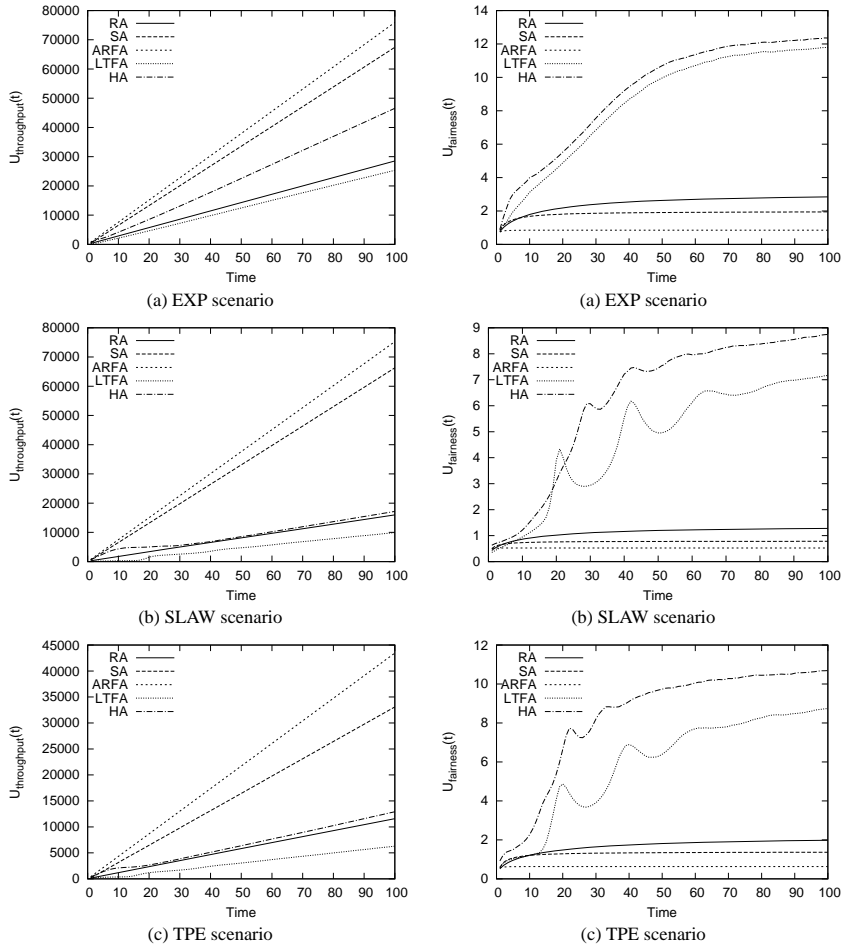 80000
70000
60000
50000
40000
30000
20000
10000
0
U throughput(t)
RA
SA
ARFA
LTFA
HA
0 10 20 30 40 50 60 70 80 90 100
Time
(a) EXP scenario
14
12
10
8
6
4
2
0
U fairness(t)
RA
SA
ARFA
LTFA
HA
0 10 20 30 40 50 60 70 80 90 100
Time
(a) EXP scenario
80000
70000
60000
50000
40000
30000
20000
10000
0
U throughput(t)
RA
SA
ARFA
LTFA
HA
0 10 20 30 40 50 60 70 80 90 100
Time
(b) SLAW scenario
9
8
7
6
5
4
3
2
1
0
U fairness(t)
RA
SA
ARFA
LTFA
HA
0 10 20 30 40 50 60 70 80 90 100
Time
(b) SLAW scenario
45000
40000
35000
30000
25000
20000
15000
10000
5000
0
U throughput(t)
RA
SA
ARFA
LTFA
HA
0 10 20 30 40 50 60 70 80 90 100
Time
(c) TPE scenario
12
10
8
6
4
2
0
U fairness(t)
RA
SA
ARFA
LTFA
HA
0 10 20 30 40 50 60 70 80 90 100
Time
(c) TPE scenario